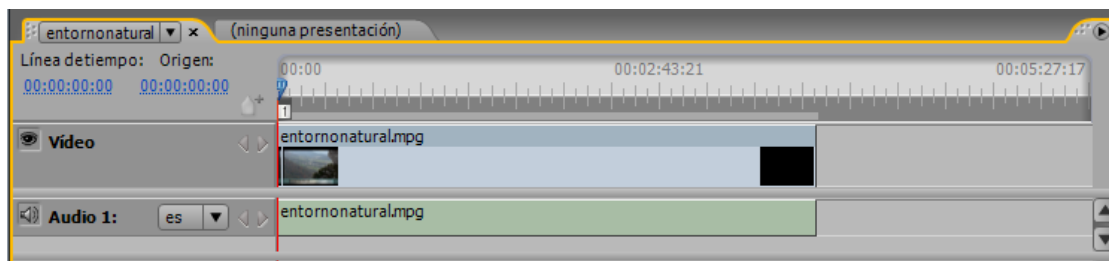 entornonatural (ninguna presentación)
Línea detiempo: Origen:
00:00:00:00 00:00:00:00
00:00 00:02:43:21 00:05:27:17
1
Vídeo entornonatural.mpg
Audio 1: es entornonatural.mpg